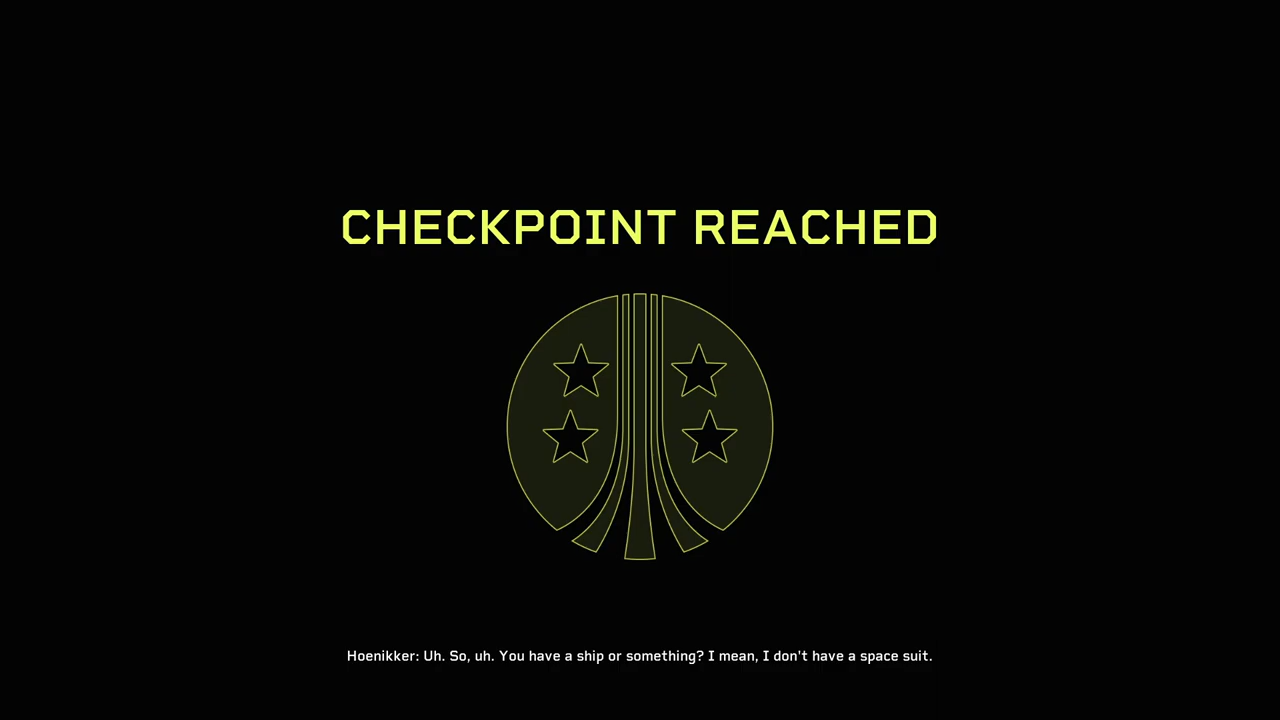 CHECKPOINT REACHED
Hoenikker: Uh. So, uh. You have a ship or something? I mean, I don't have a space suit.